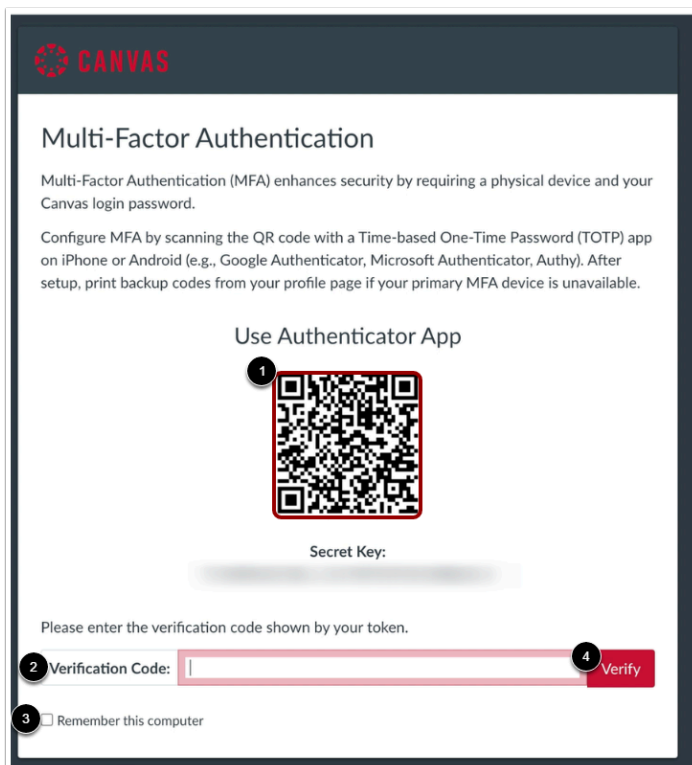 CANVAS
Multi-Factor Authentication
Multi-Factor Authentication (MFA) enhances security by requiring a physical device and your
Canvas login password.
Configure MFA by scanning the QR code with a Time-based One-Time Password (TOTP) app
on iPhone or Android (e.g., Google Authenticator, Microsoft Authenticator, Authy). After
setup, print backup codes from your profile page if your primary MFA device is unavailable.
Use Authenticator App
1
Secret Key:
Please enter the verification code shown by your token.
2 Verification Code: 4 Verify
3 Remember this computer